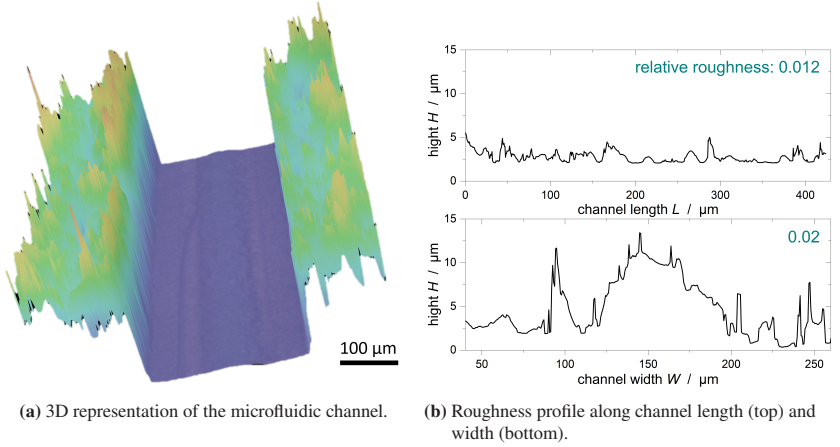 100 µm
(a) 3D representation of the microfluidic channel.
15
10
5
0
hight H / µm
relative roughness: 0.012
0 100 200 300 400
channel length L / µm
15
10
5
0
hight H / µm
0.02
50 100 150 200 250
channel width W / µm
(b) Roughness profile along channel length (top) and
width (bottom).